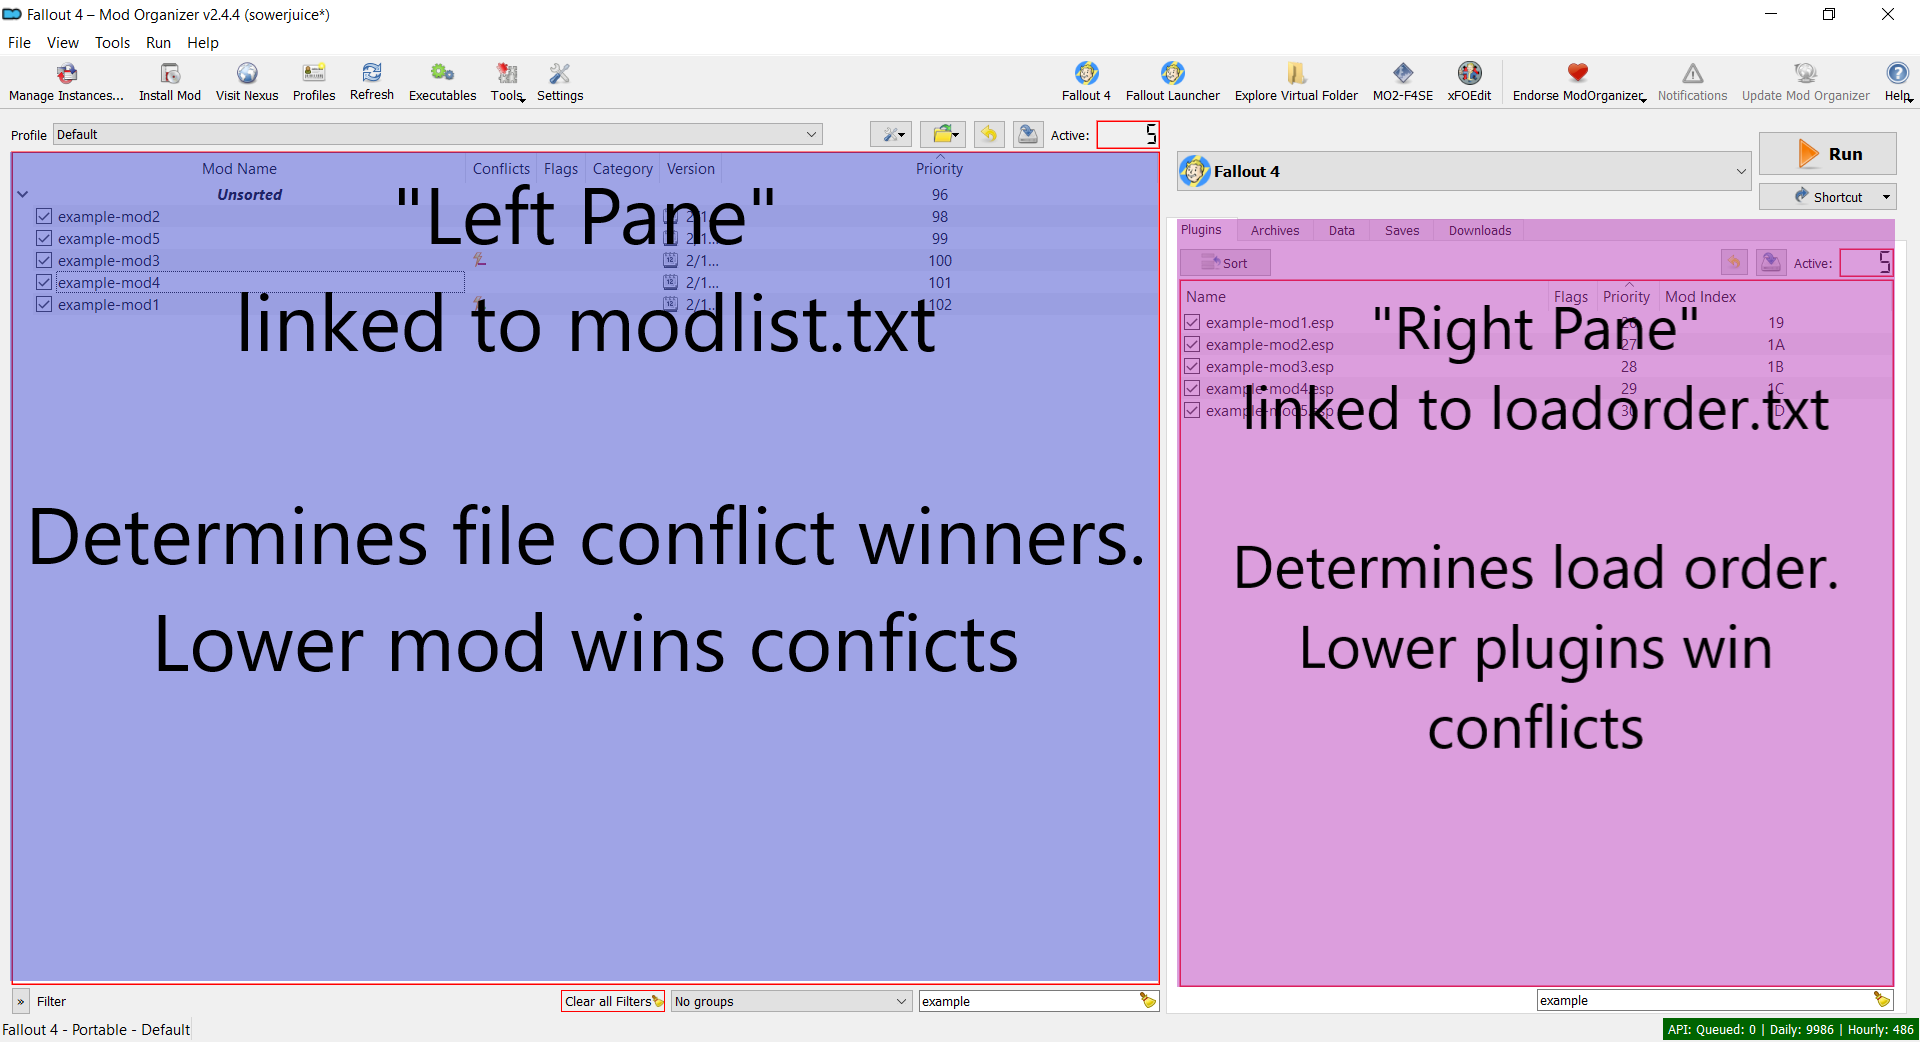 Fallout 4 – Mod Organizer v2.4.4 (sowerjuice*)
File View Tools Run Help
Manage Instances... Install Mod Visit Nexus Profiles Refresh Executables Tools Settings Fallout 4 Fallout Launcher Explore Virtual Folder MO2-F4SE xFOEdit Endorse ModOrganizer Notifications Update Mod Organizer Help
Profile Default Active: 5
Mod Name Conflicts Flags Category Version Priority
Unsorted 96
example-mod2 2/1... 98
example-mod5 2/1... 99
example-mod3 2/1... 100
example-mod4 2/1... 101
example-mod1 2/1... 102
"Left Pane"
linked to modlist.txt
Determines file conflict winners.
Lower mod wins conficts
Filter Clear all Filters No groups example
Fallout 4 Run
Shortcut
Plugins Archives Data Saves Downloads
Sort Active: 5
Name Flags Priority Mod Index
example-mod1.esp 26 19
example-mod2.esp 27 1A
example-mod3.esp 28 1B
example-mod4.esp 29 1C
example-mod5.esp 30 1D
"Right Pane"
linked to loadorder.txt
Determines load order.
Lower plugins win
conflicts
example
Fallout 4 - Portable - Default
API: Queued: 0 | Daily: 9986 | Hourly: 486